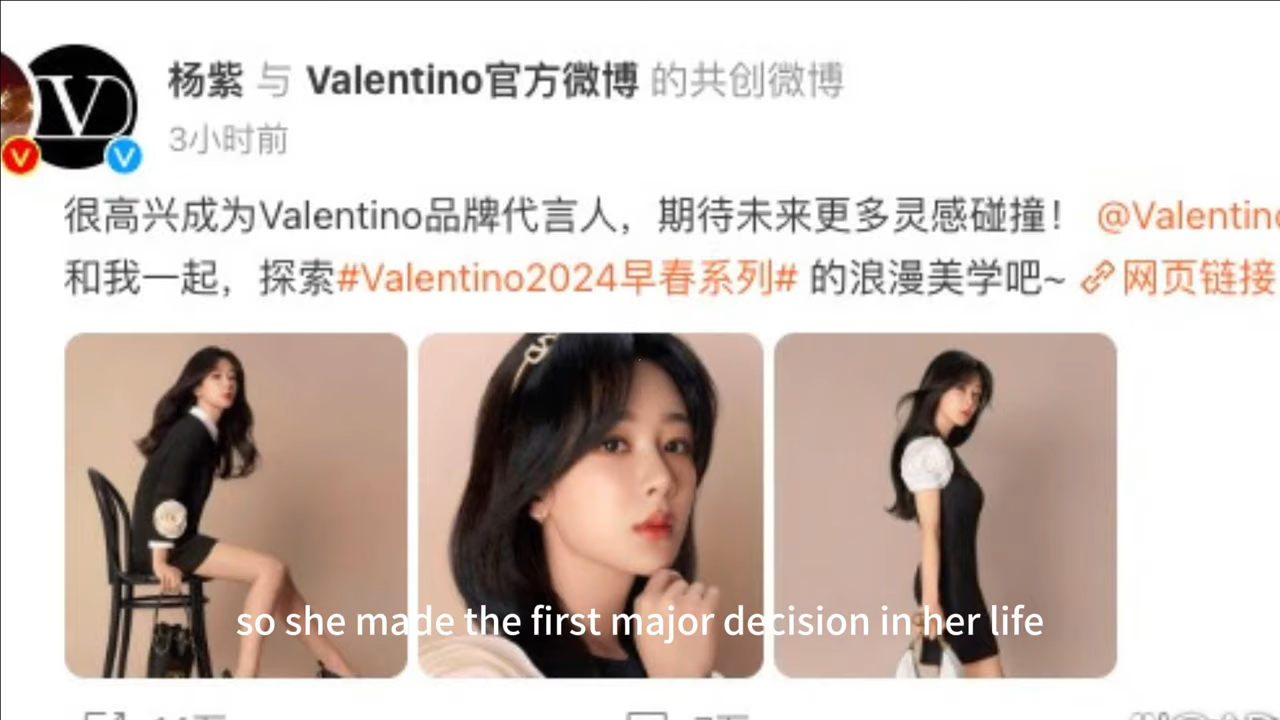 杨紫 与 Valentino官方微博 的共创微博
3小时前
很高兴成为Valentino品牌代言人，期待未来更多灵感碰撞！ @Valentino
和我一起，探索#Valentino2024早春系列# 的浪漫美学吧~ 网页链接
so she made the first major decision in her life